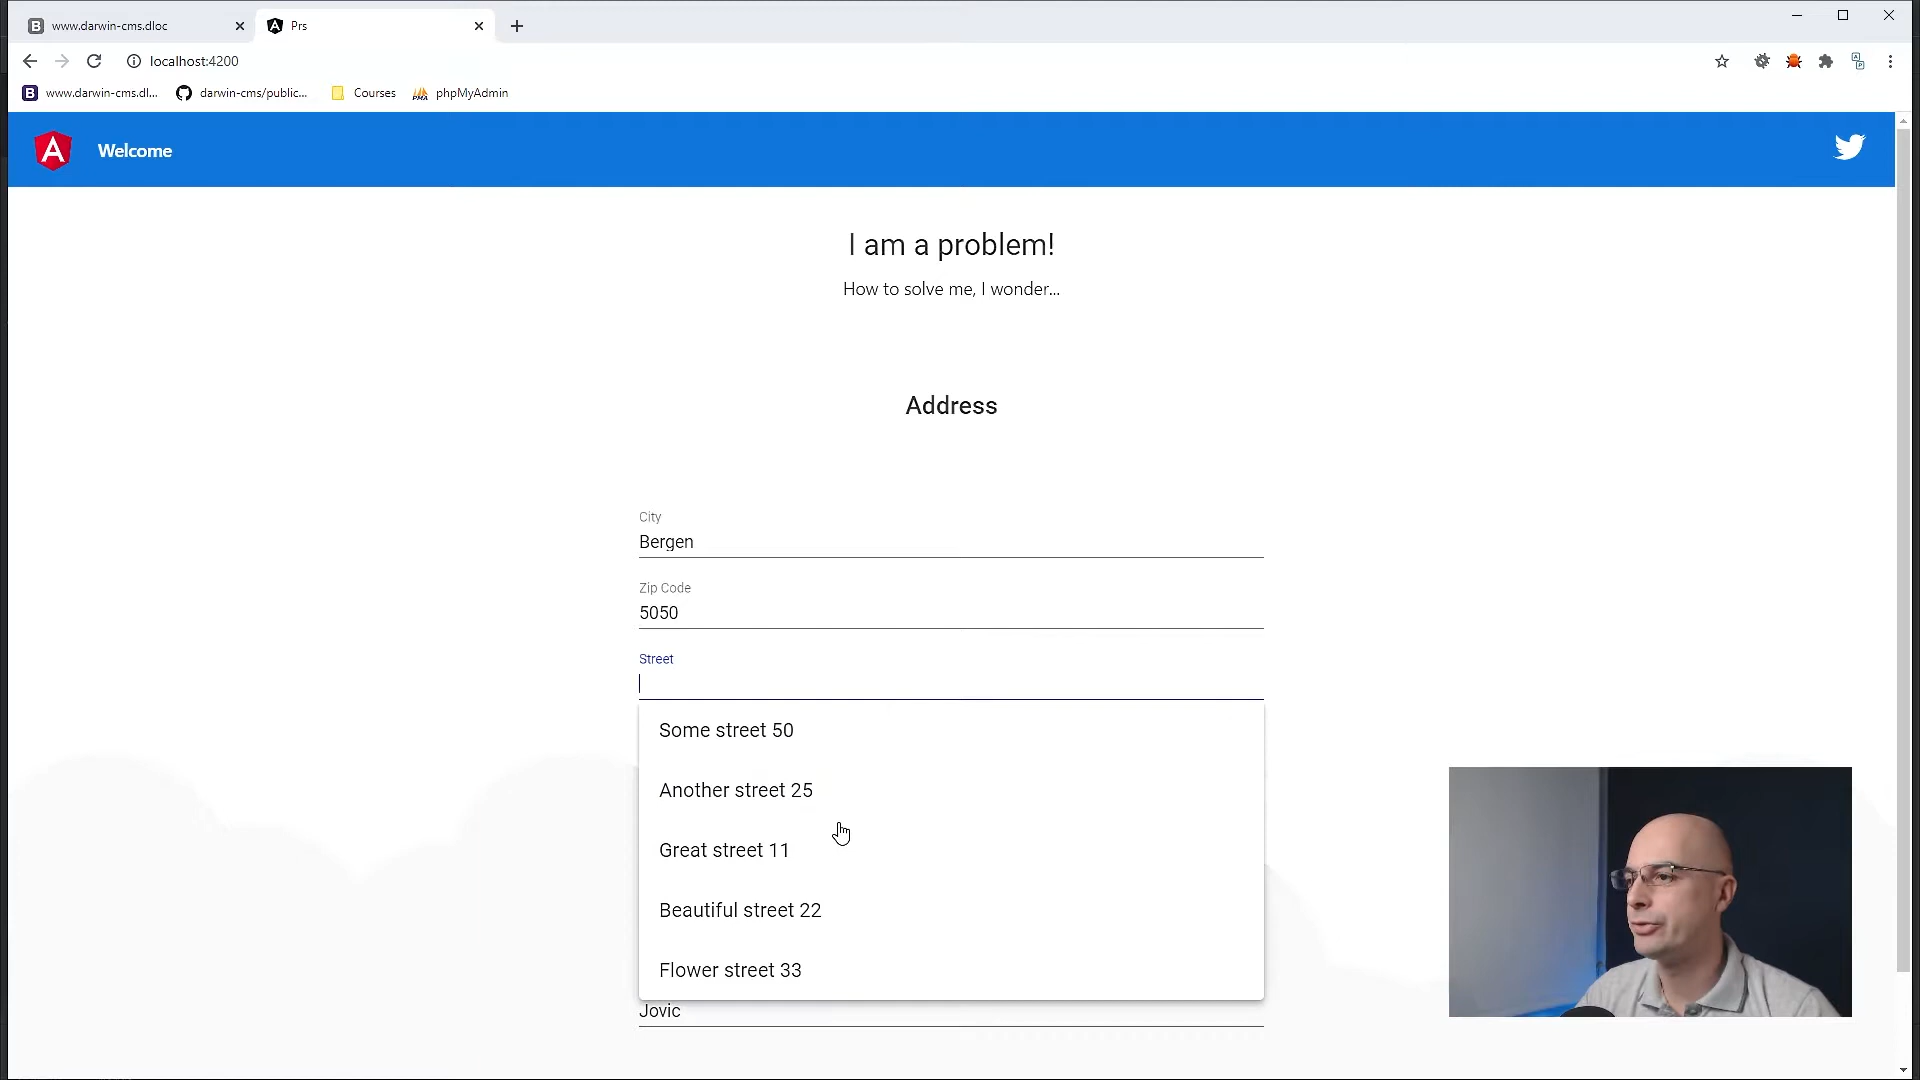 www.darwin-cms.dloc
Prs
localhost:4200
www.darwin-cms.dl...
darwin-cms/public...
Courses
phpMyAdmin
Welcome
I am a problem!
How to solve me, I wonder...
Address
City
Bergen
Zip Code
5050
Street
Some street 50
Another street 25
Great street 11
Beautiful street 22
Flower street 33
Jovic